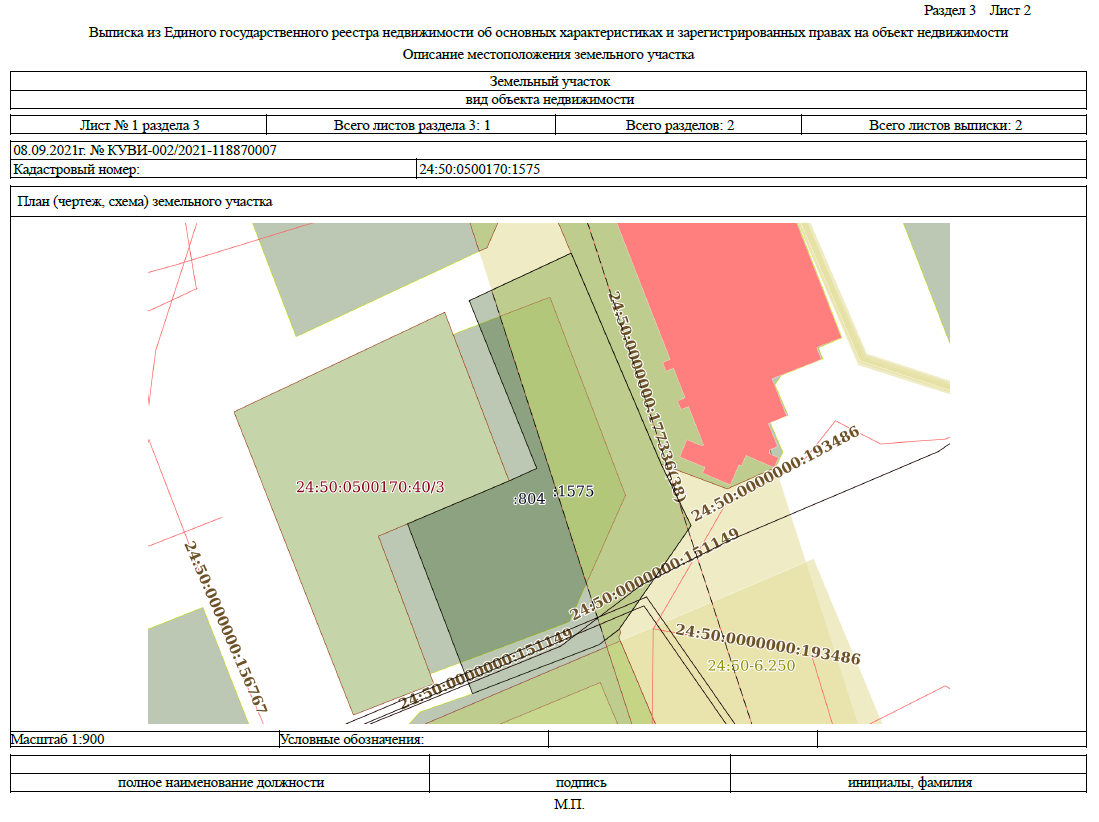 Раздел 3 Лист 2
Выписка из Единого государственного реестра недвижимости об основных характеристиках и зарегистрированных правах на объект недвижимости
Описание местоположения земельного участка
Земельный участок
вид объекта недвижимости
Лист № 1 раздела 3 Всего листов раздела 3: 1 Всего разделов: 2 Всего листов выписки: 2
08.09.2021г. № КУВИ-002/2021-118870007
Кадастровый номер: 24:50:0500170:1575
План (чертеж, схема) земельного участка
24:50:0000000:177336(38)
24:50:0000000:193486
24:50:0500170:40/3
:804 :1575
24:50:0000000:151149
24:50:0000000:156767
24:50:0000000:151149
24:50:0000000:193486
24:50-6.250
Масштаб 1:900 Условные обозначения:
полное наименование должности подпись инициалы, фамилия
М.П.